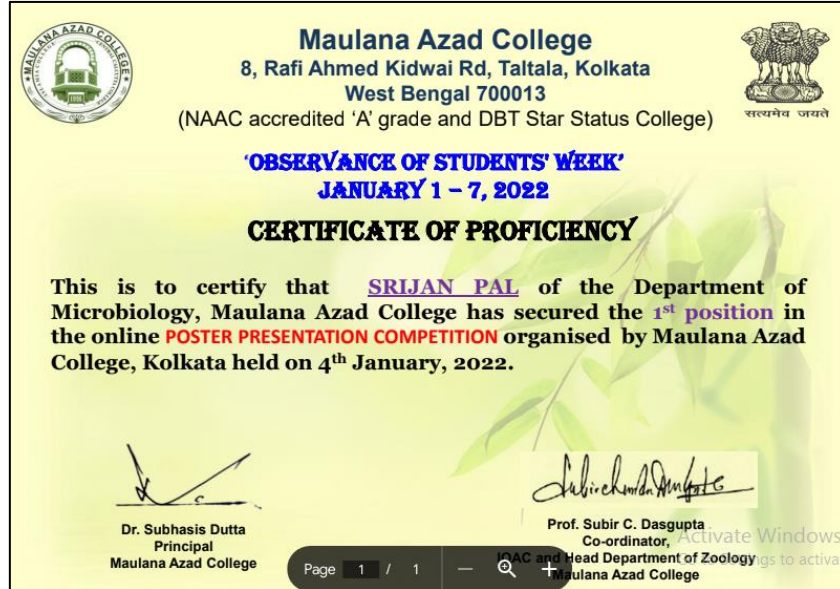 MAULANA AZAD COLLEGE
Maulana Azad College
8, Rafi Ahmed Kidwai Rd, Taltala, Kolkata
West Bengal 700013
(NAAC accredited ‘A’ grade and DBT Star Status College)
सत्यमेव जयते
‘OBSERVANCE OF STUDENTS’ WEEK’
JANUARY 1 – 7, 2022
CERTIFICATE OF PROFICIENCY
This is to certify that SRIJAN PAL of the Department of
Microbiology, Maulana Azad College has secured the 1st position in
the online POSTER PRESENTATION COMPETITION organised by Maulana Azad
College, Kolkata held on 4th January, 2022.
Dr. Subhasis Dutta
Principal
Maulana Azad College
Prof. Subir C. Dasgupta
Co-ordinator,
IQAC and Head Department of Zoology
Maulana Azad College
Activate Windows
Page 1 / 1